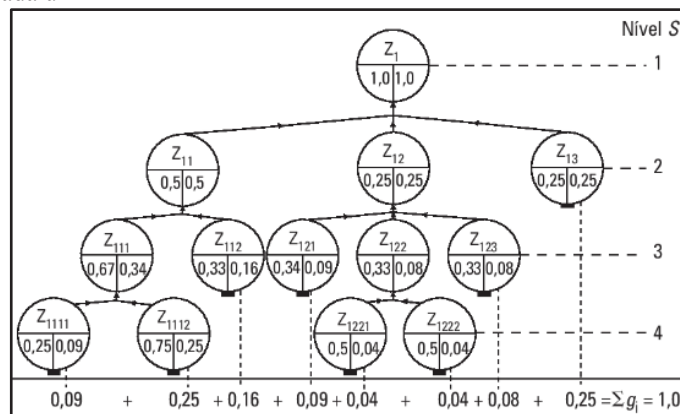 Nível S
Z1
1,0 1,0
1
Z11
0,5 0,5
Z12
0,25 0,25
Z13
0,25 0,25
2
Z111
0,67 0,34
Z112
0,33 0,16
Z121
0,34 0,09
Z122
0,33 0,08
Z123
0,33 0,08
3
Z1111
0,25 0,09
Z1112
0,75 0,25
Z1221
0,5 0,04
Z1222
0,5 0,04
4
0,09 + 0,25 + 0,16 + 0,09 + 0,04 + 0,04 + 0,08 + 0,25 = Σ gi = 1,0